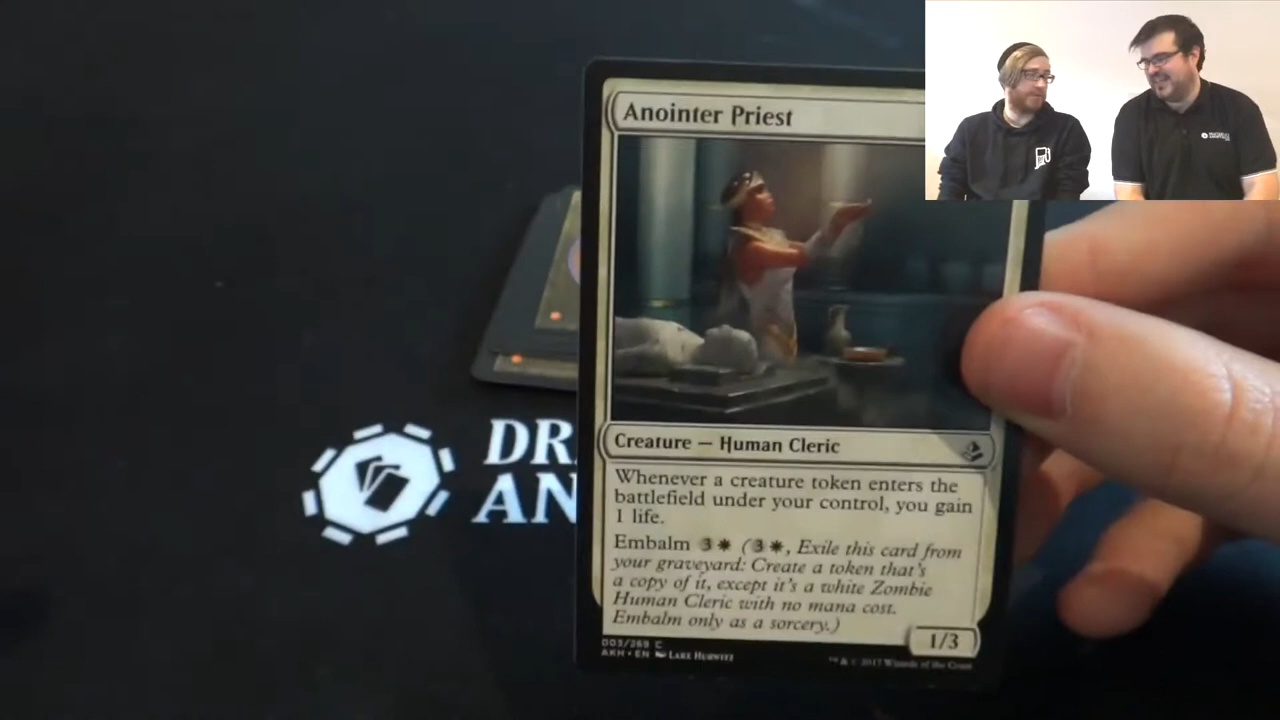 Anointer Priest
DR
AN
Creature — Human Cleric
Whenever a creature token enters the
battlefield under your control, you gain
1 life.
Embalm 3 (3, Exile this card from
your graveyard: Create a token that's
a copy of it, except it's a white Zombie
Human Cleric with no mana cost.
Embalm only as a sorcery.)
1/3
003/269 C
AKH • EN Lake Hurwitz
™ & © 2017 Wizards of the Coast